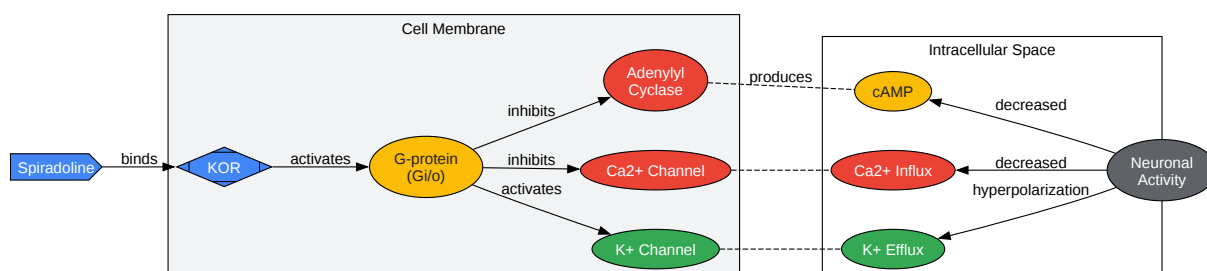 Cell Membrane
Intracellular Space
Adenylyl
Cyclase
produces
cAMP
inhibits
decreased
Spiradoline
binds
KOR
activates
G-protein
(Gi/o)
inhibits
Ca2+ Channel
Ca2+ Influx
decreased
Neuronal
Activity
activates
hyperpolarization
K+ Channel
K+ Efflux